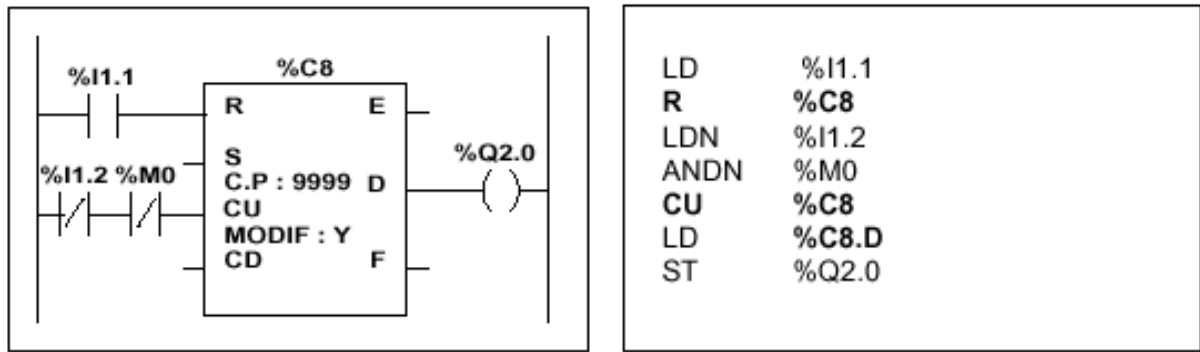 %I1.1
%C8
R E
S
%Q2.0
%I1.2 %M0
C.P : 9999 D
CU
MODIF : Y
CD F
LD %I1.1
R %C8
LDN %I1.2
ANDN %M0
CU %C8
LD %C8.D
ST %Q2.0